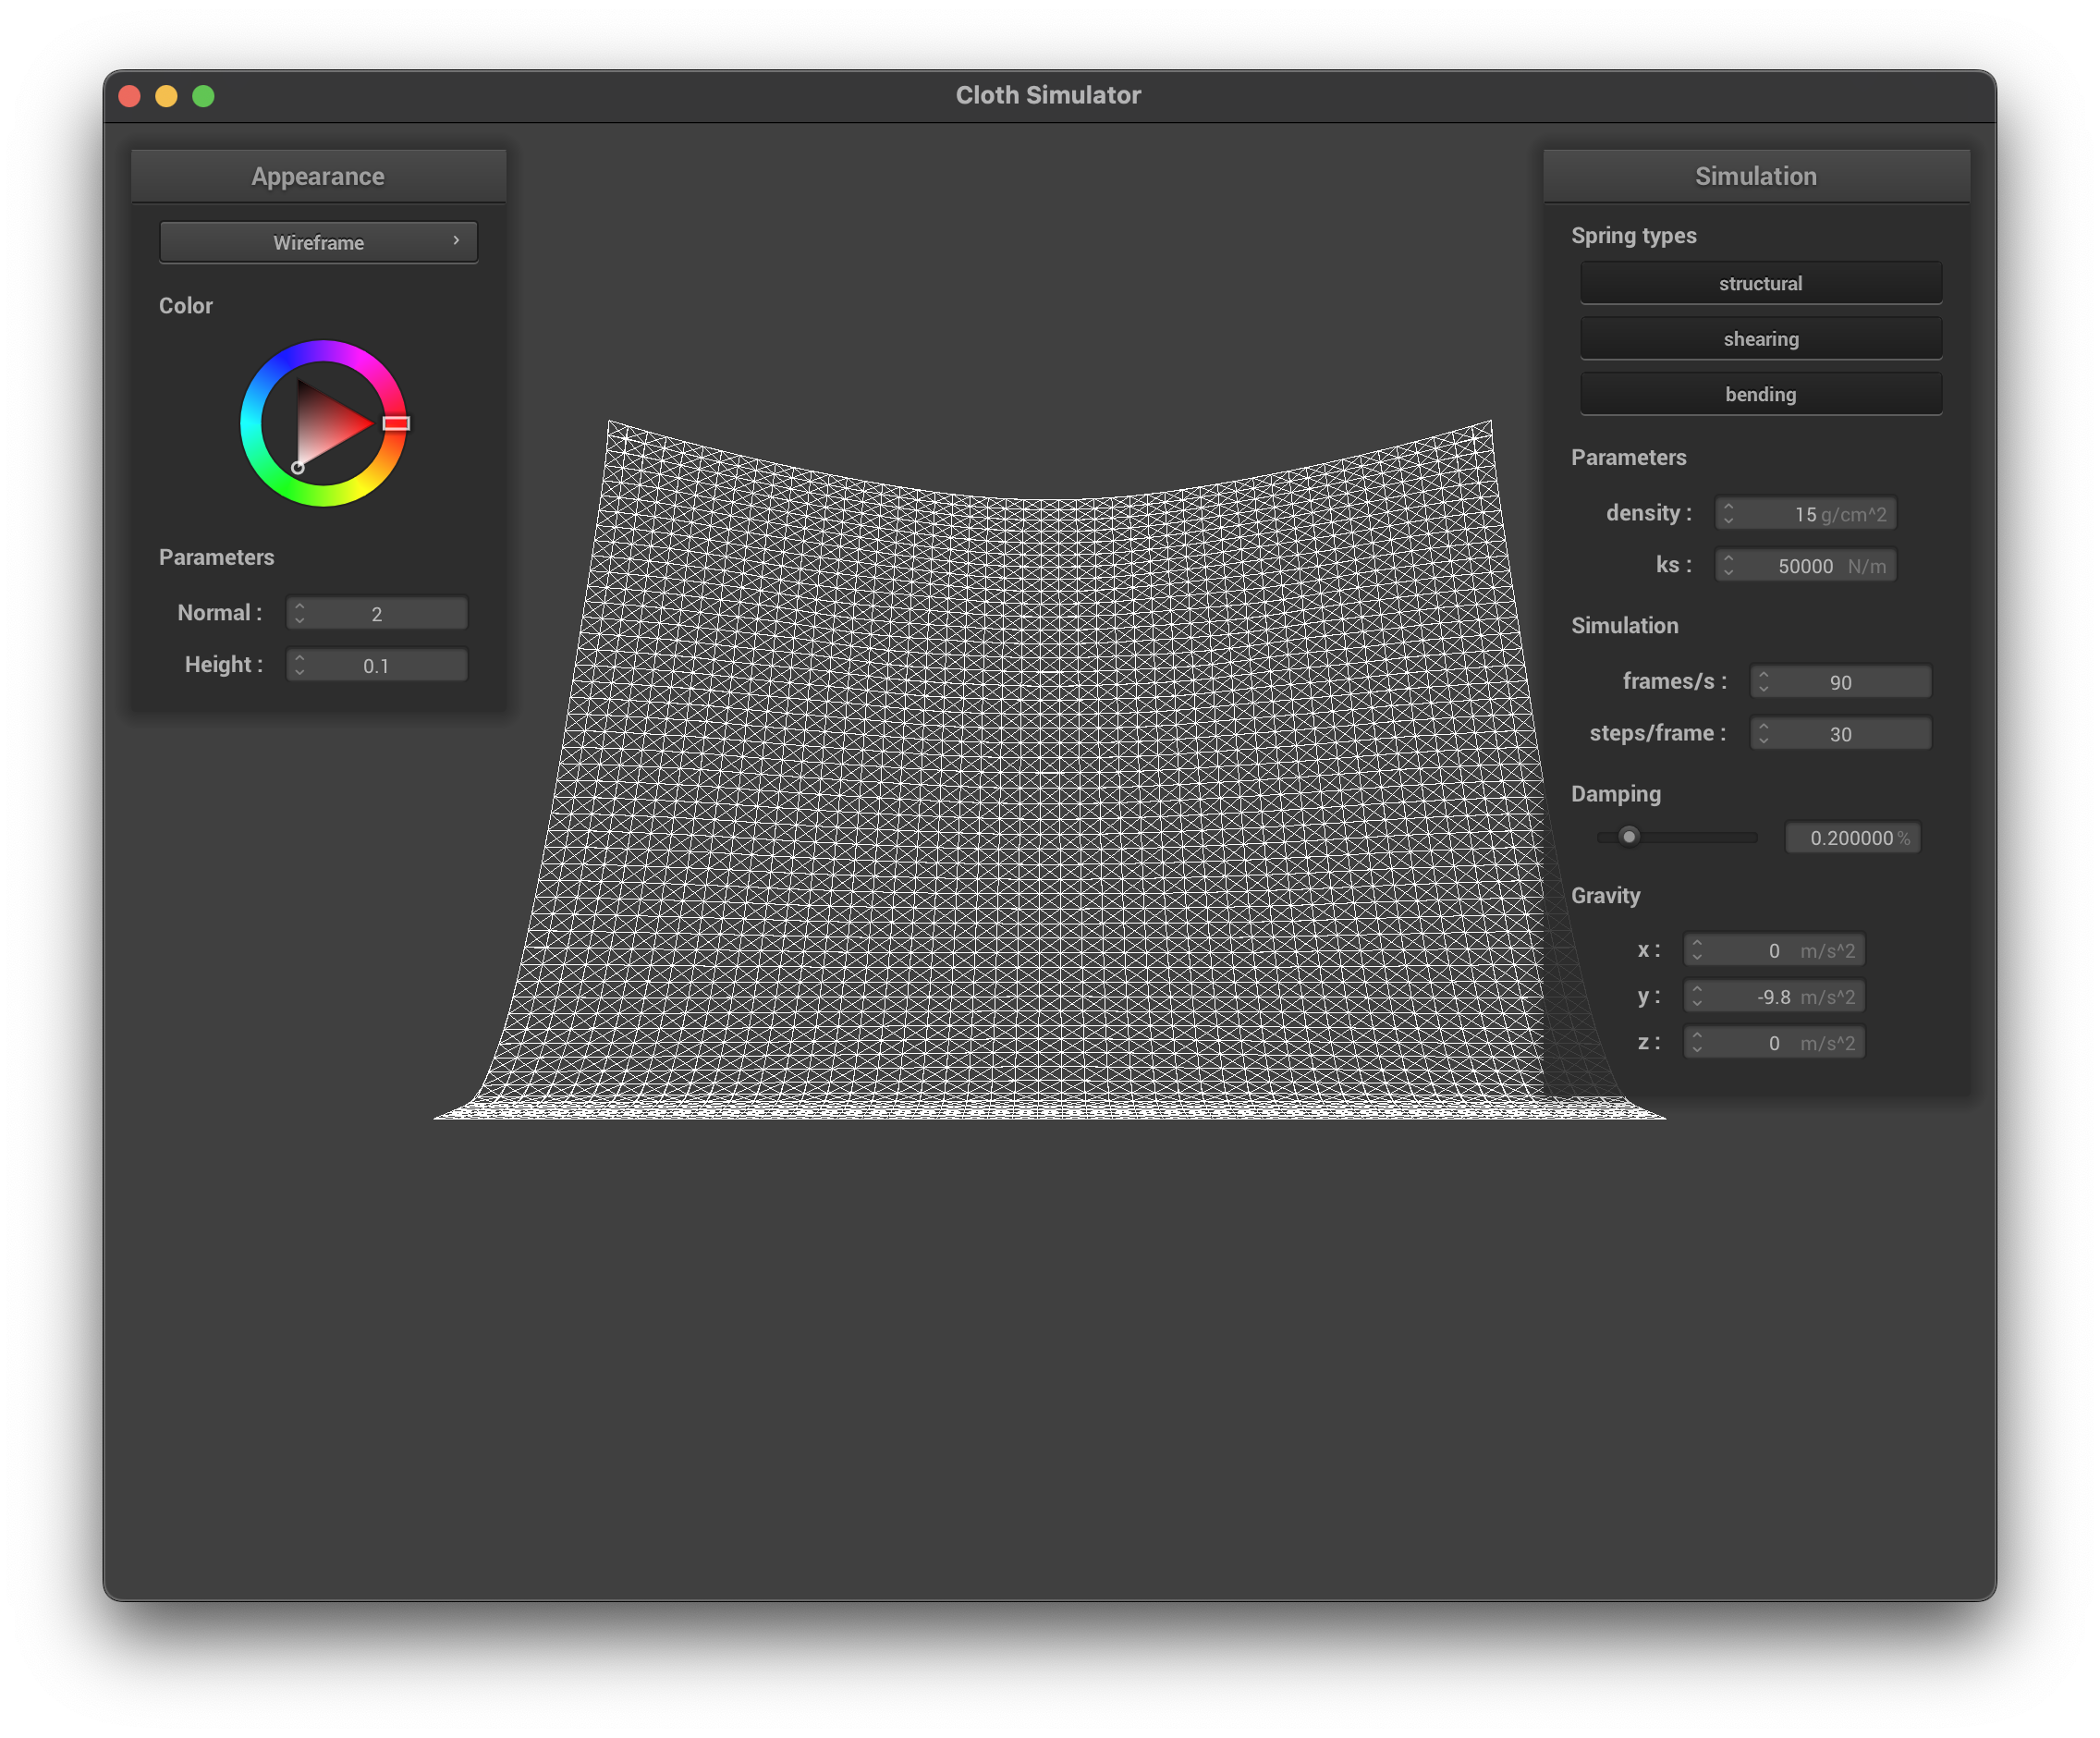 Cloth Simulator
Appearance
Wireframe
Color
Parameters
Normal : 2
Height : 0.1
Simulation
Spring types
structural
shearing
bending
Parameters
density : 15 g/cm^2
ks : 50000 N/m
Simulation
frames/s : 90
steps/frame : 30
Damping
0.200000 %
Gravity
x : 0 m/s^2
y : -9.8 m/s^2
z : 0 m/s^2